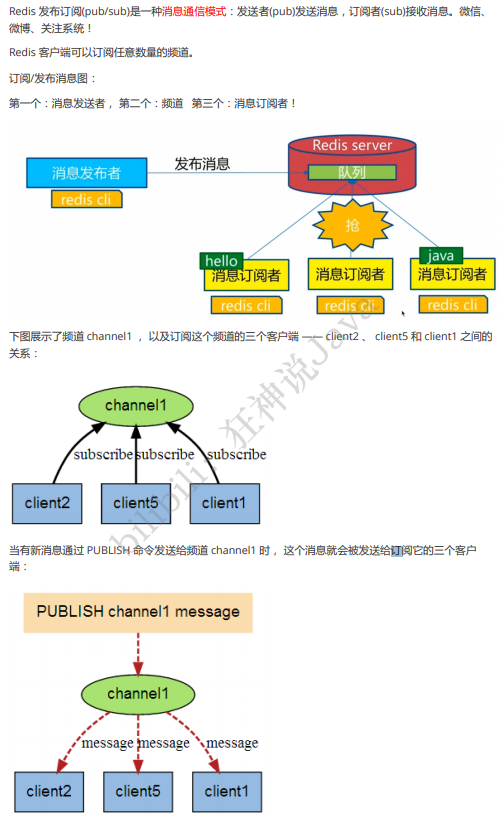 Redis 发布订阅(pub/sub)是一种消息通信模式：发送者(pub)发送消息，订阅者(sub)接收消息。微信、
微博、关注系统！
Redis 客户端可以订阅任意数量的频道。
订阅/发布消息图：
第一个：消息发送者， 第二个：频道 第三个：消息订阅者！
Redis server
消息发布者
发布消息
队列
redis cli
抢
hello
java
消息订阅者
消息订阅者
消息订阅者
redis cli
redis cli
redis cli
下图展示了频道 channel1 ， 以及订阅这个频道的三个客户端 —— client2 、 client5 和 client1 之间的
关系：
channel1
subscribe
subscribe
subscribe
client2
client5
client1
当有新消息通过 PUBLISH 命令发送给频道 channel1 时， 这个消息就会被发送给订阅它的三个客户
端：
PUBLISH channel1 message
channel1
message
message
message
client2
client5
client1
bilibili：狂神说Java